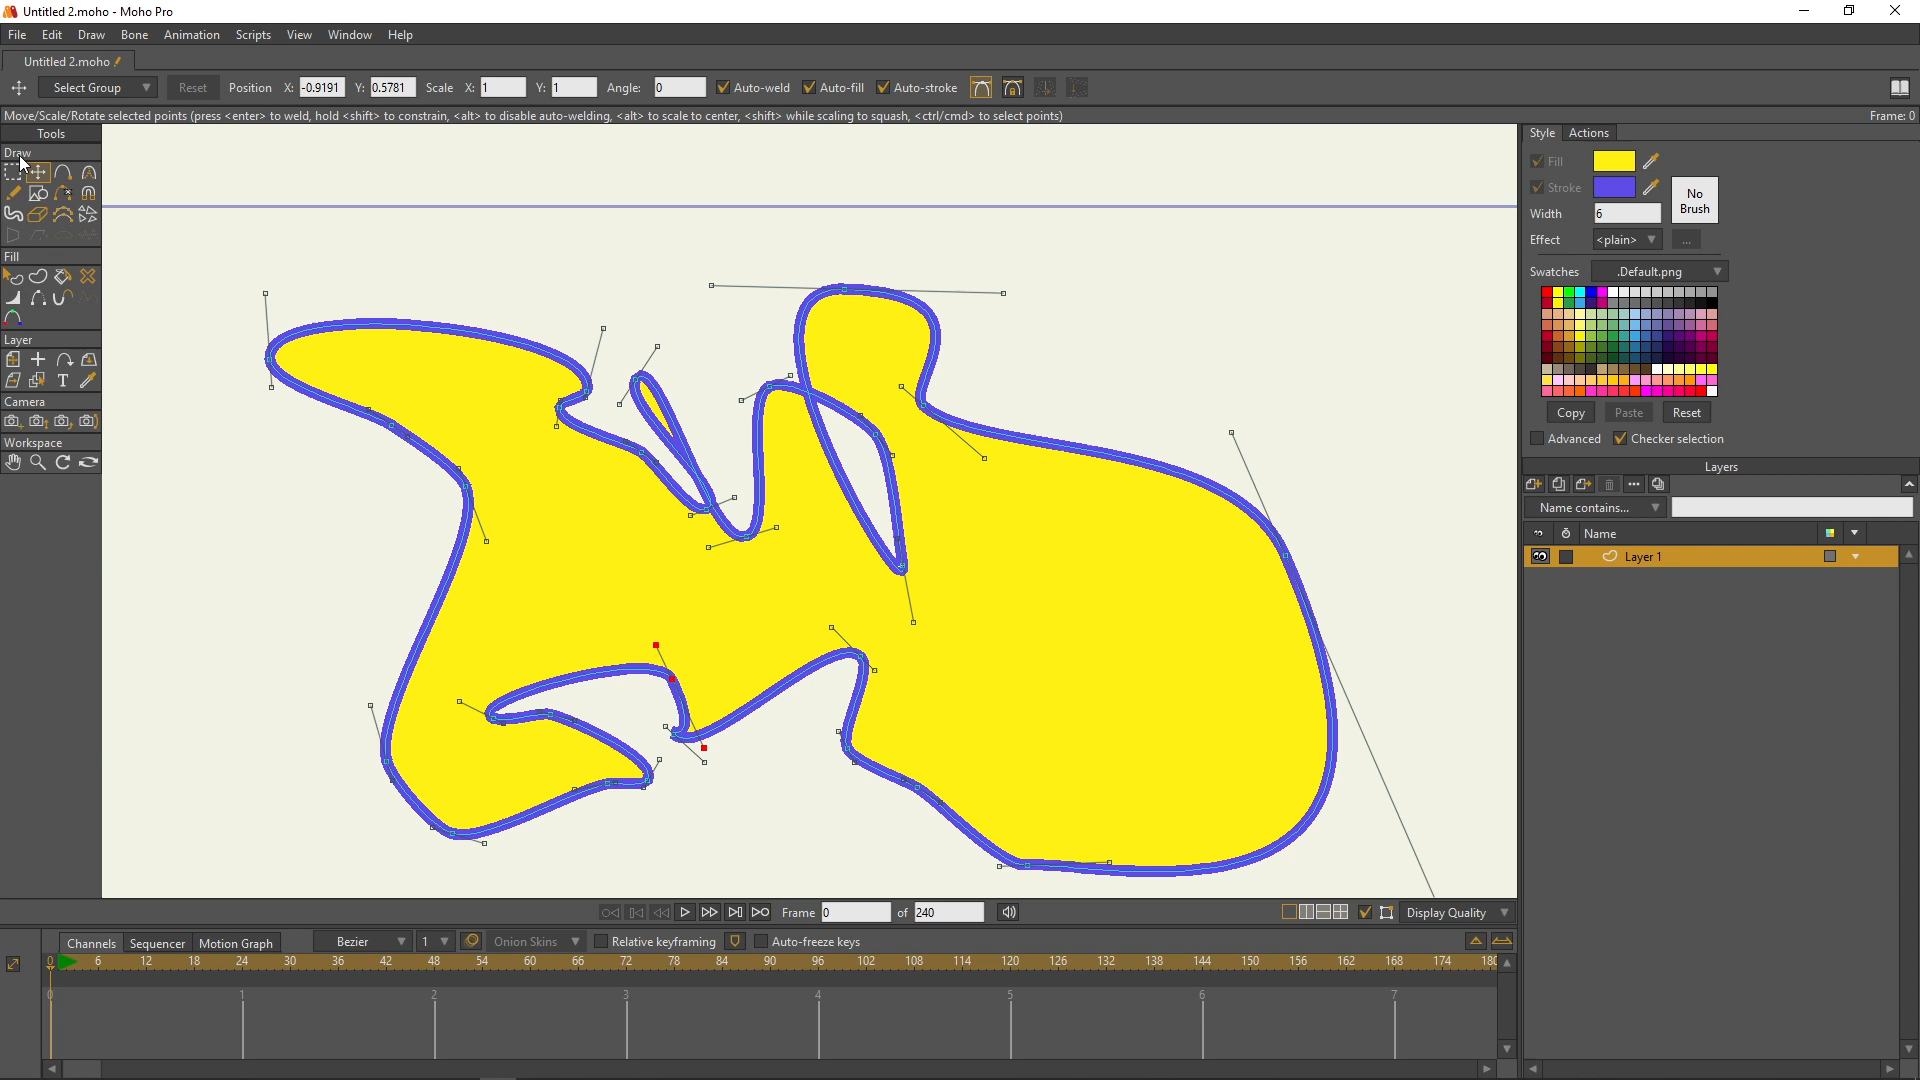 Untitled 2.moho - Moho Pro
File Edit Draw Bone Animation Scripts View Window Help
Untitled 2.moho
Select Group Reset Position X: -0.9191 Y: 0.5781 Scale X: 1 Y: 1 Angle: 0 Auto-weld Auto-fill Auto-stroke
Move/Scale/Rotate selected points (press <enter> to weld, hold <shift> to constrain, <alt> to disable auto-welding, <alt> to scale to center, <shift> while scaling to squash, <ctrl/cmd> to select points) Frame: 0
Tools
Draw
Fill
Layer
T
Camera
Workspace
Style Actions
Fill
Stroke
No
Brush
Width 6
Effect <plain> ...
Swatches .Default.png
Copy Paste Reset
Advanced Checker selection
Layers
Name contains...
Name
Layer 1
Frame 0 of 240 Display Quality
Channels Sequencer Motion Graph Bezier 1 Onion Skins Relative keyframing Auto-freeze keys
0 6 12 18 24 30 36 42 48 54 60 66 72 78 84 90 96 102 108 114 120 126 132 138 144 150 156 162 168 174 180
0 1 2 3 4 5 6 7